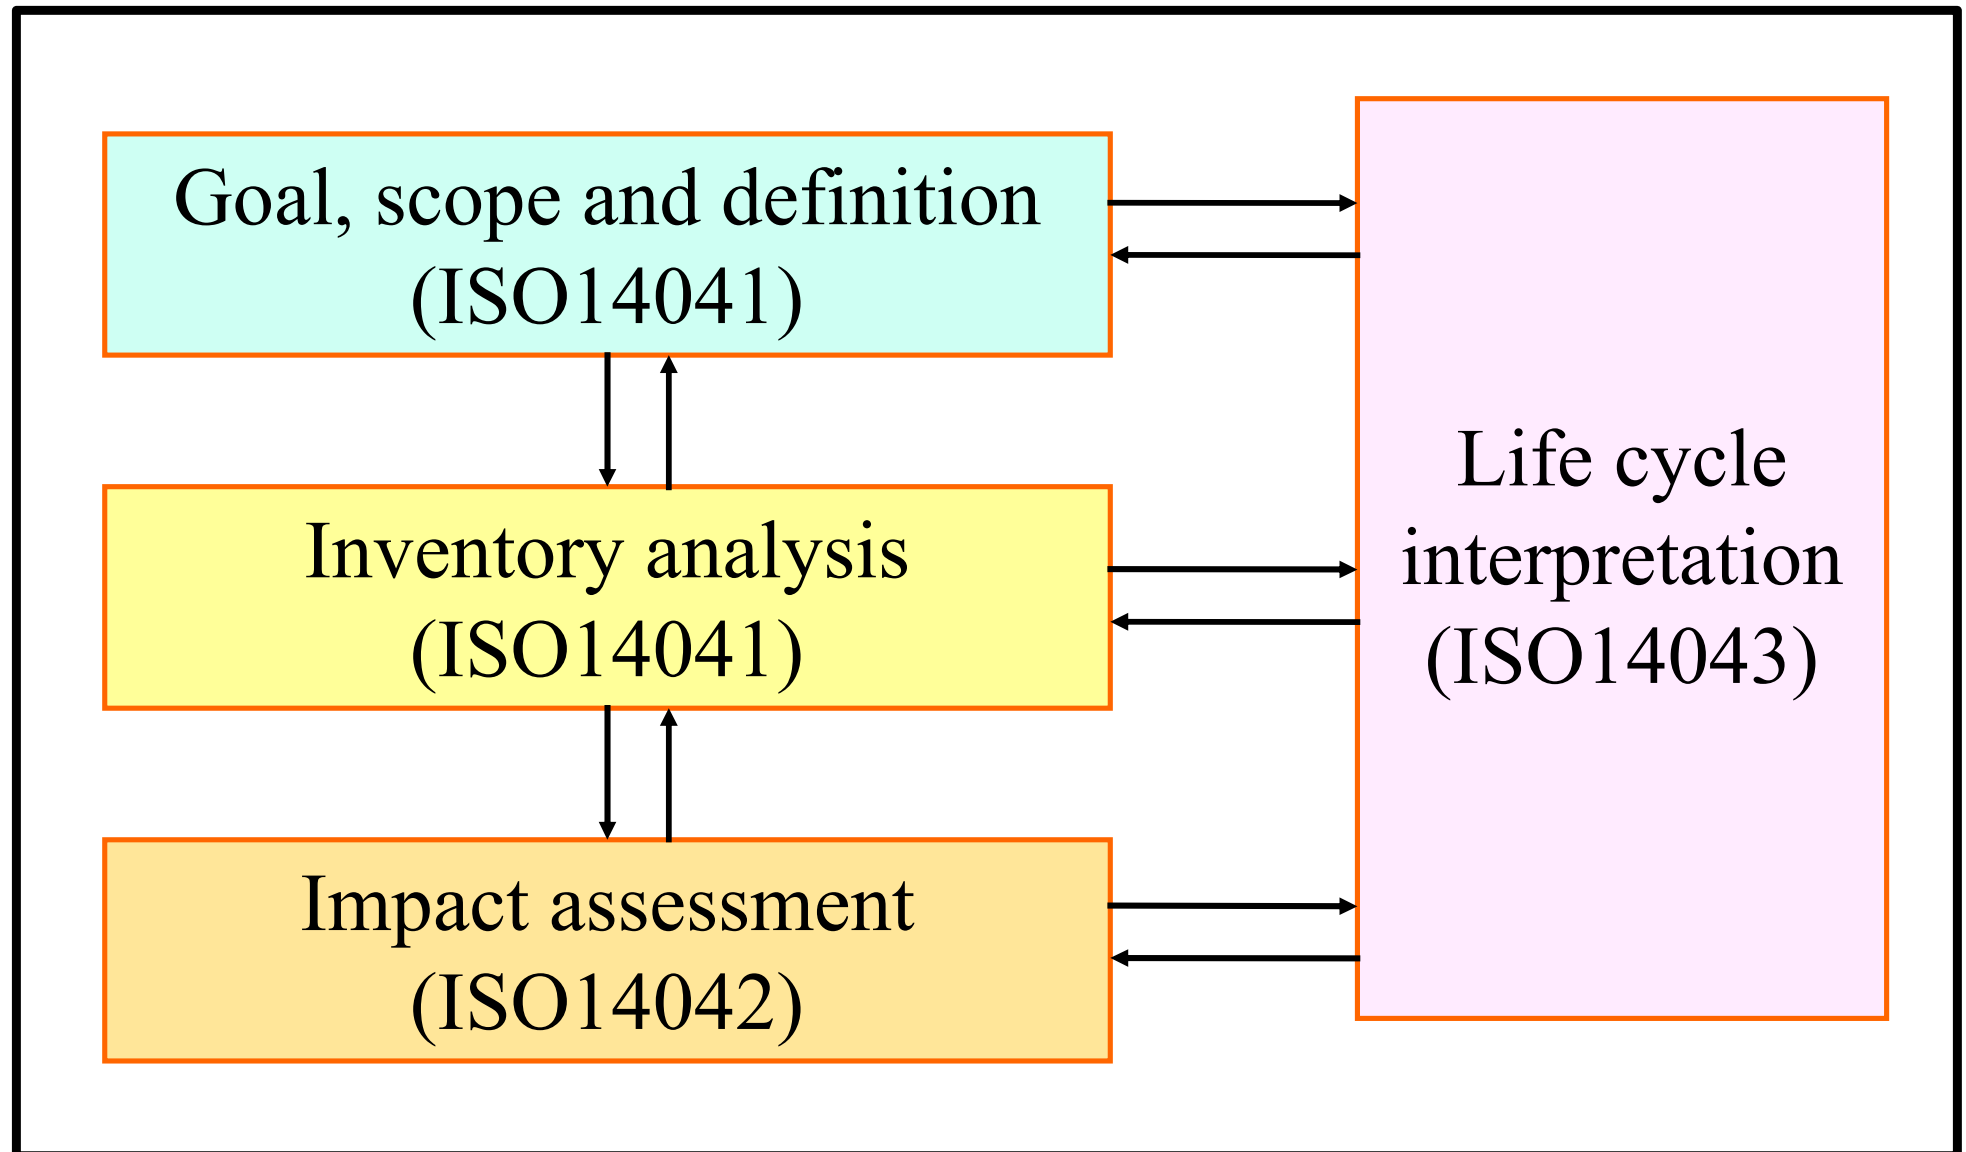 Goal, scope and definition
(ISO14041)
Inventory analysis
(ISO14041)
Impact assessment
(ISO14042)
Life cycle
interpretation
(ISO14043)